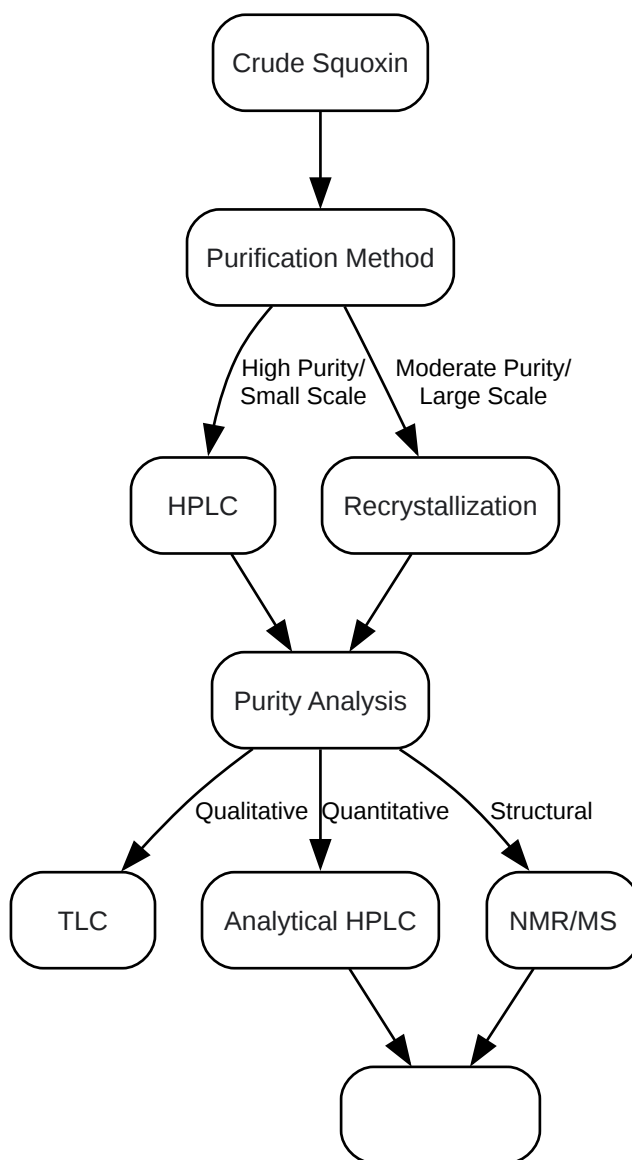 Crude Squoxin
Purification Method
High Purity/
Small Scale
Moderate Purity/
Large Scale
HPLC
Recrystallization
Purity Analysis
Qualitative
Quantitative
Structural
TLC
Analytical HPLC
NMR/MS